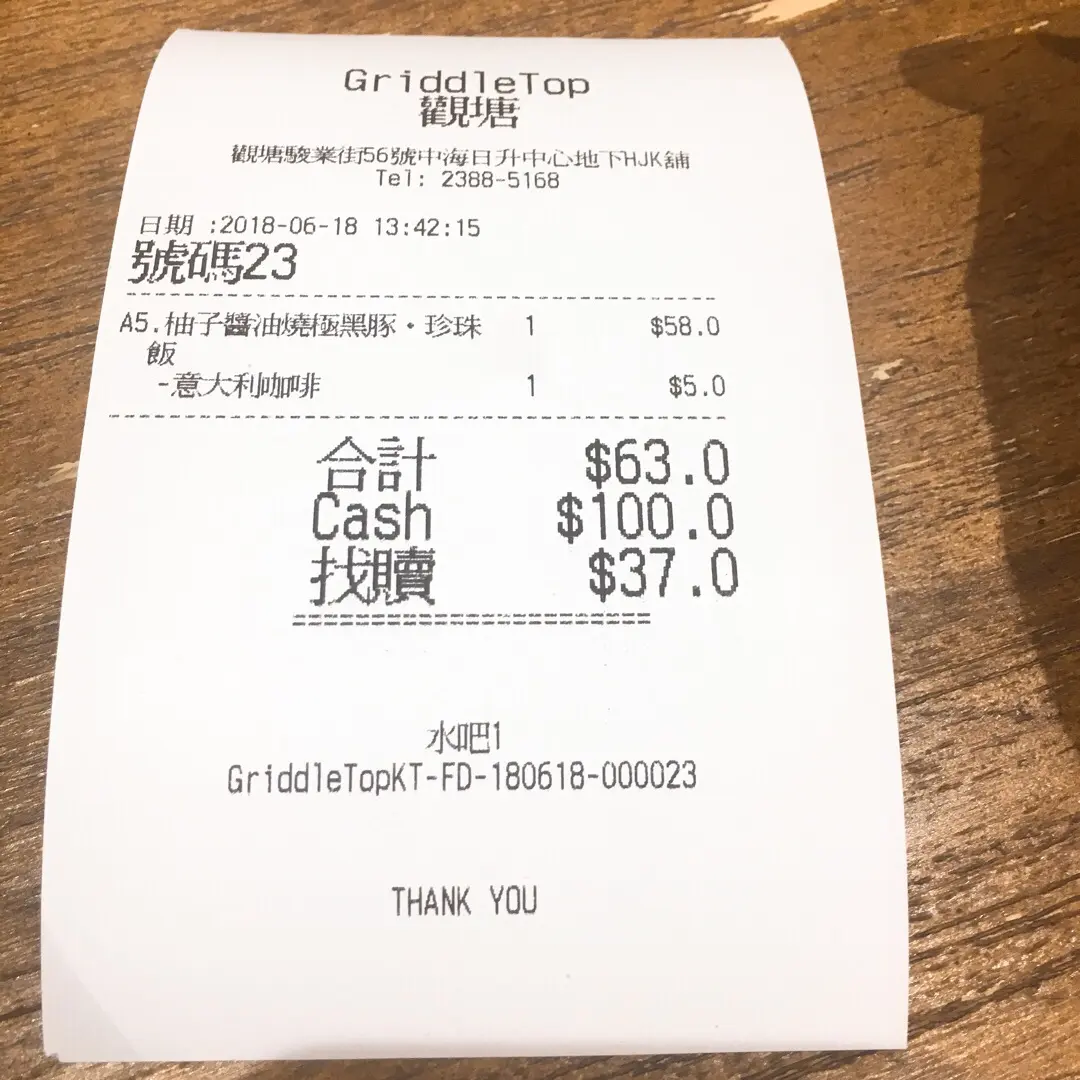 GriddleTop
觀塘
觀塘駿業街56號中海日升中心地下HJK舖
Tel: 2388-5168
日期 :2018-06-18 13:42:15
號碼23
A5.柚子醬油燒極黑豚・珍珠 1 $58.0
飯
-意大利咖啡 1 $5.0
合計 $63.0
Cash $100.0
找贖 $37.0
水吧1
GriddleTopKT-FD-180618-000023
THANK YOU